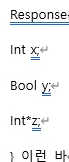 Response
Int x;
Bool y;
Int*z;
} 이런